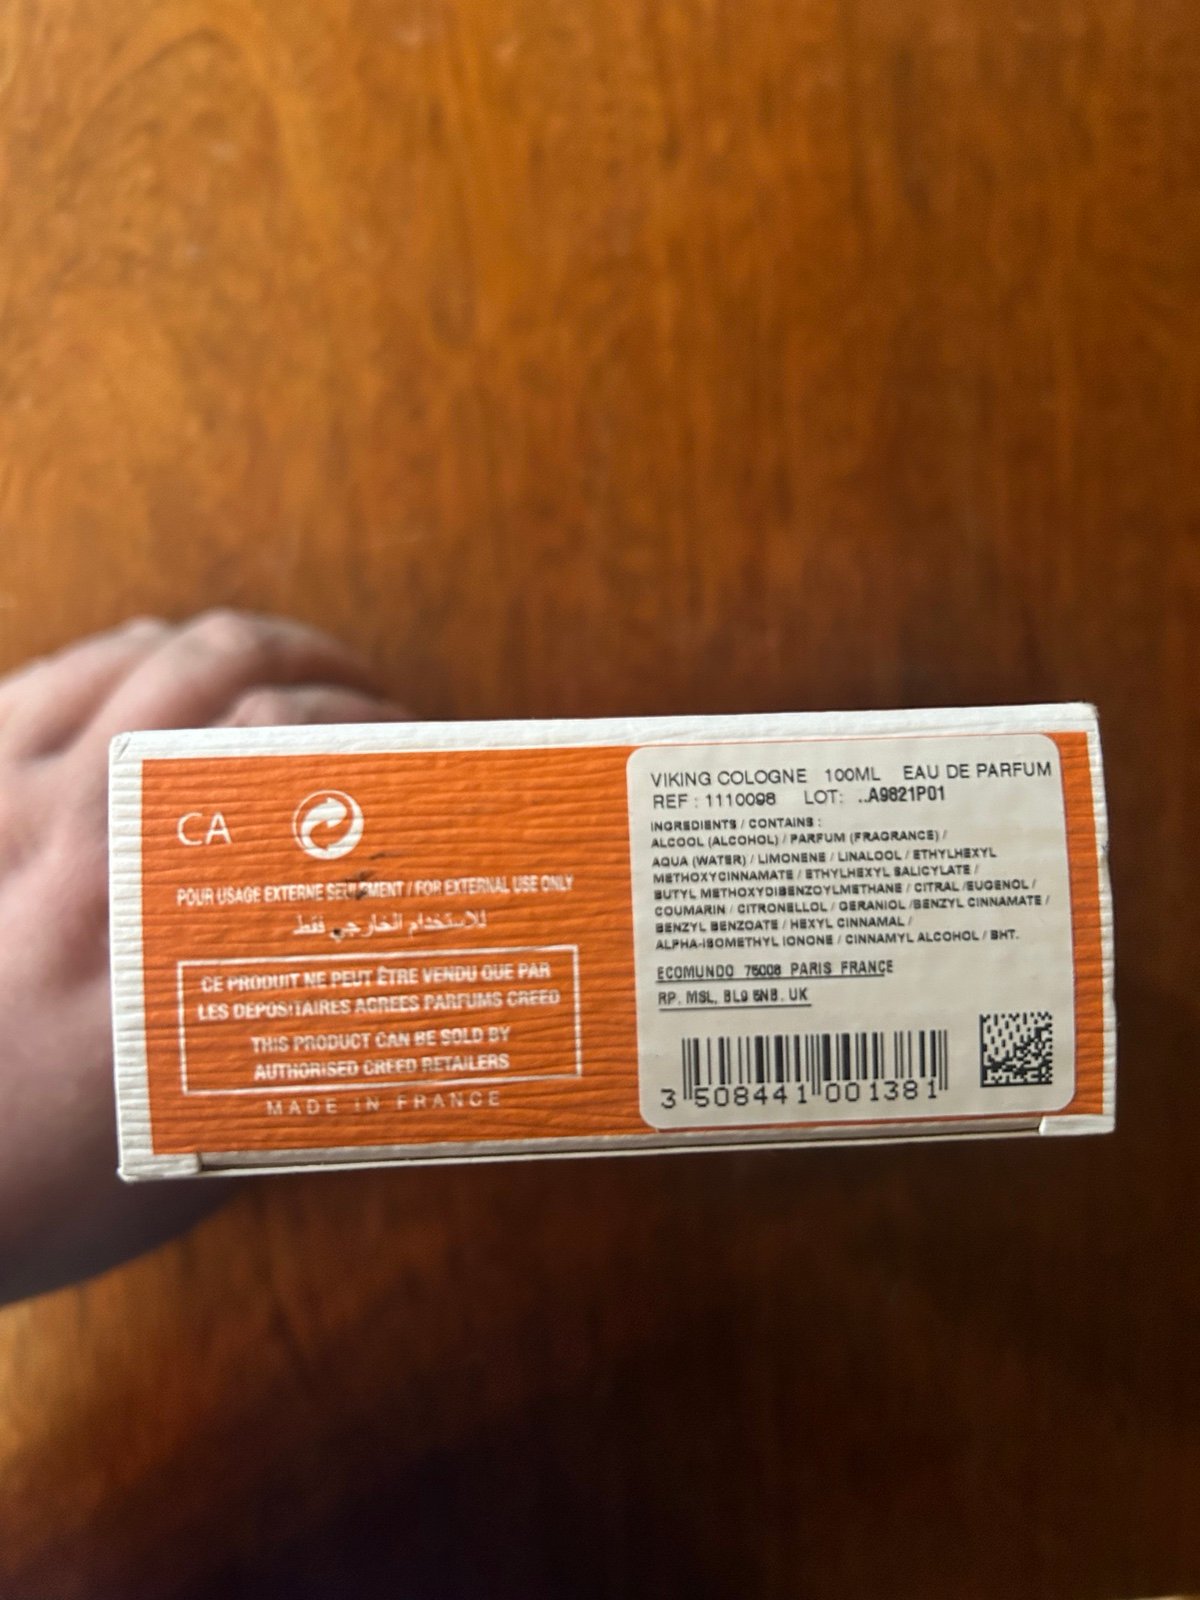 CA
POUR USAGE EXTERNE SEULEMENT / FOR EXTERNAL USE ONLY
للاستخدام الخارجي فقط
CE PRODUIT NE PEUT ÊTRE VENDU QUE PAR
LES DEPOSITAIRES AGREES PARFUMS CREED
THIS PRODUCT CAN BE SOLD BY
AUTHORISED CREED RETAILERS
MADE IN FRANCE
VIKING COLOGNE 100ML EAU DE PARFUM
REF : 1110098 LOT: ..A9821P01
INGREDIENTS / CONTAINS :
ALCOOL (ALCOHOL) / PARFUM (FRAGRANCE) /
AQUA (WATER) / LIMONENE / LINALOOL / ETHYLHEXYL
METHOXYCINNAMATE / ETHYLHEXYL SALICYLATE /
BUTYL METHOXYDIBENZOYLMETHANE / CITRAL /EUGENOL /
COUMARIN / CITRONELLOL / GERANIOL /BENZYL CINNAMATE /
BENZYL BENZOATE / HEXYL CINNAMAL /
ALPHA-ISOMETHYL IONONE / CINNAMYL ALCOHOL / BHT.
ECOMUNDO 75008 PARIS FRANCE
RP. MSL, BL9 5NB. UK
3 508441 001381